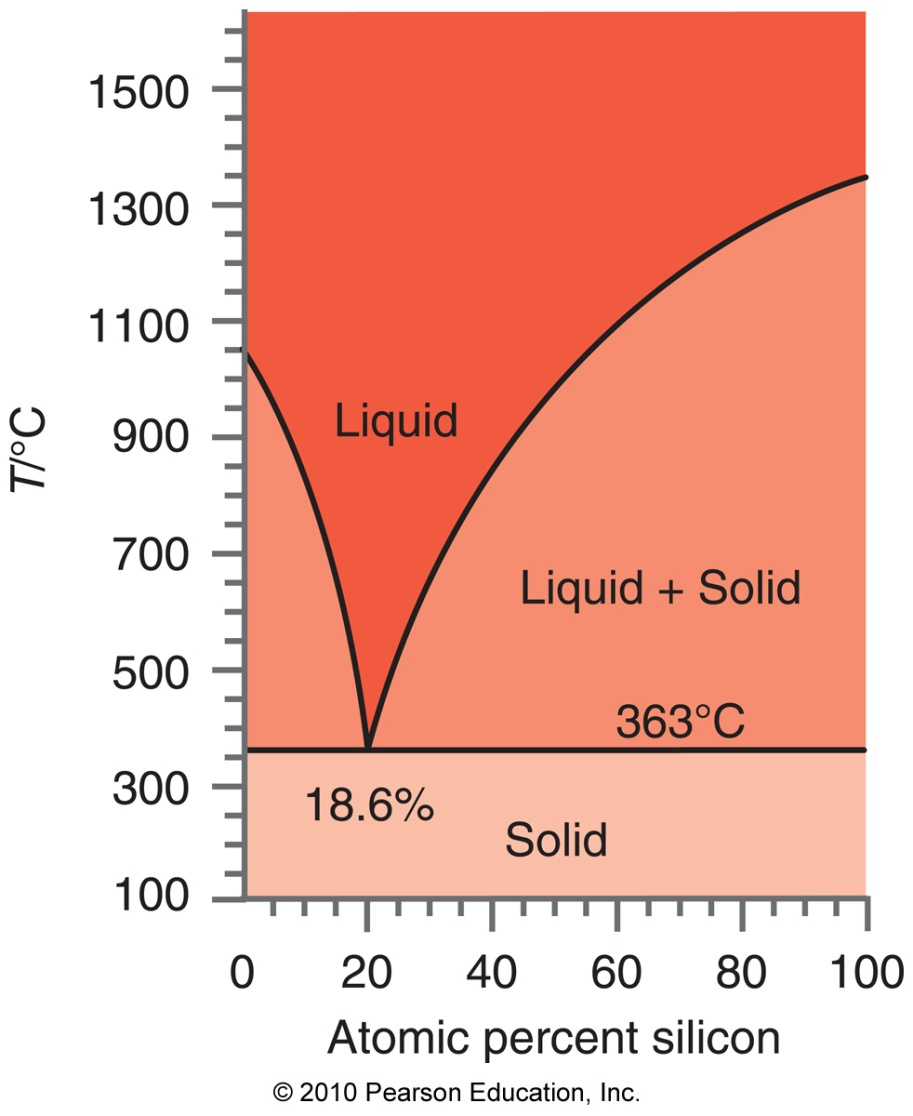 1500
1300
1100
900
700
500
300
100
T/°C
Liquid
Liquid + Solid
363°C
18.6%
Solid
0 20 40 60 80 100
Atomic percent silicon
© 2010 Pearson Education, Inc.